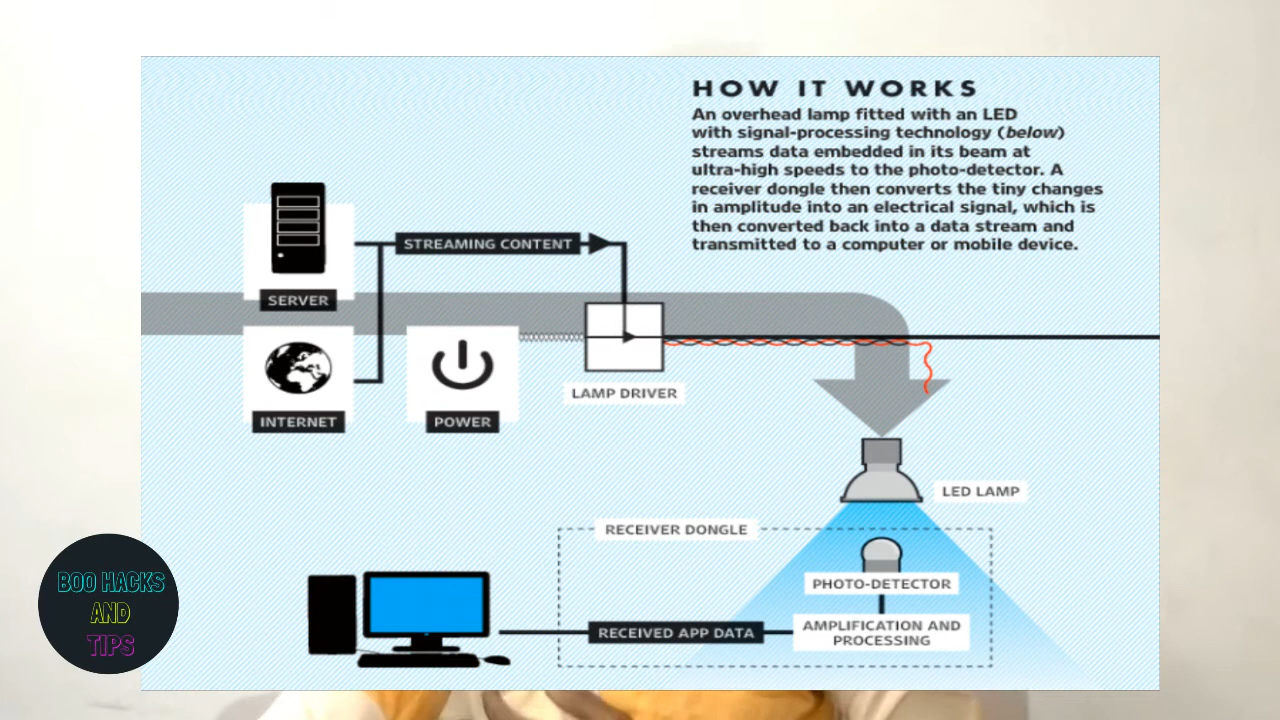 HOW IT WORKS
An overhead lamp fitted with an LED
with signal-processing technology (below)
streams data embedded in its beam at
ultra-high speeds to the photo-detector. A
receiver dongle then converts the tiny changes
in amplitude into an electrical signal, which is
then converted back into a data stream and
transmitted to a computer or mobile device.
STREAMING CONTENT
SERVER
LAMP DRIVER
INTERNET
POWER
LED LAMP
RECEIVER DONGLE
PHOTO-DETECTOR
AMPLIFICATION AND
PROCESSING
RECEIVED APP DATA
BOO HACKS
AND
TIPS